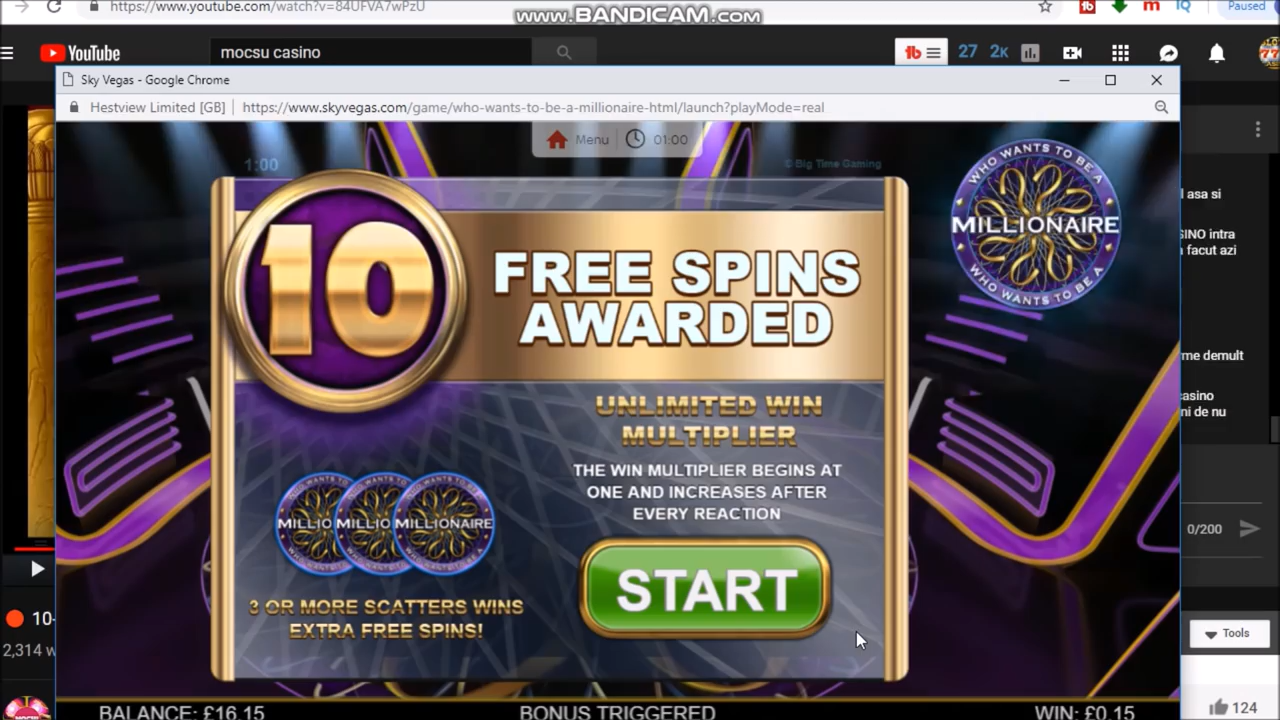 https://www.youtube.com/watch?v=84UFVA7wPzU
www.BANDICAM.com
Paused
YouTube
mocsu casino
27
2K
Sky Vegas - Google Chrome
Hestview Limited [GB] | https://www.skyvegas.com/game/who-wants-to-be-a-millionaire-html/launch?playMode=real
Menu
01:00
1:00
© Big Time Gaming
WHO WANTS TO BE A
MILLIONAIRE
WHO WANTS TO BE A
10
FREE SPINS
AWARDED
UNLIMITED WIN
MULTIPLIER
THE WIN MULTIPLIER BEGINS AT
ONE AND INCREASES AFTER
EVERY REACTION
MILLIO
MILLIO
MILLIONAIRE
START
3 OR MORE SCATTERS WINS
EXTRA FREE SPINS!
l asa si
SINO intra
a facut azi
me demult
casino
ni de nu
0/200
Tools
10-
2,314
124
BALANCE: £16.15
BONUS TRIGGERED
WIN: £0.15